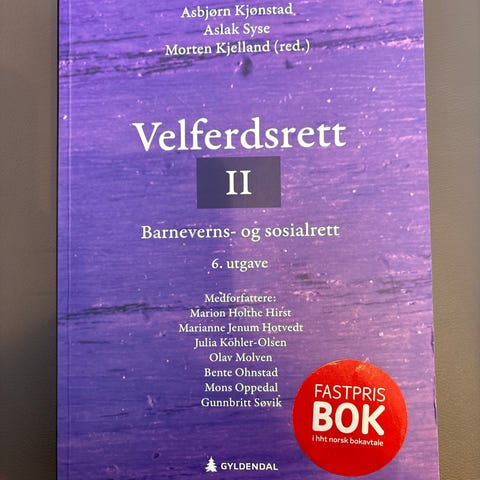 Asbjørn Kjønstad
Aslak Syse
Morten Kjelland (red.)
Velferdsrett
II
Barneverns- og sosialrett
6. utgave
Medforfattere:
Marion Holthe Hirst
Marianne Jenum Hotvedt
Julia Köhler-Olsen
Olav Molven
Bente Ohnstad
Mons Oppedal
Gunnbritt Søvik
FASTPRIS
BOK
i hht norsk bokavtale
GYLDENDAL